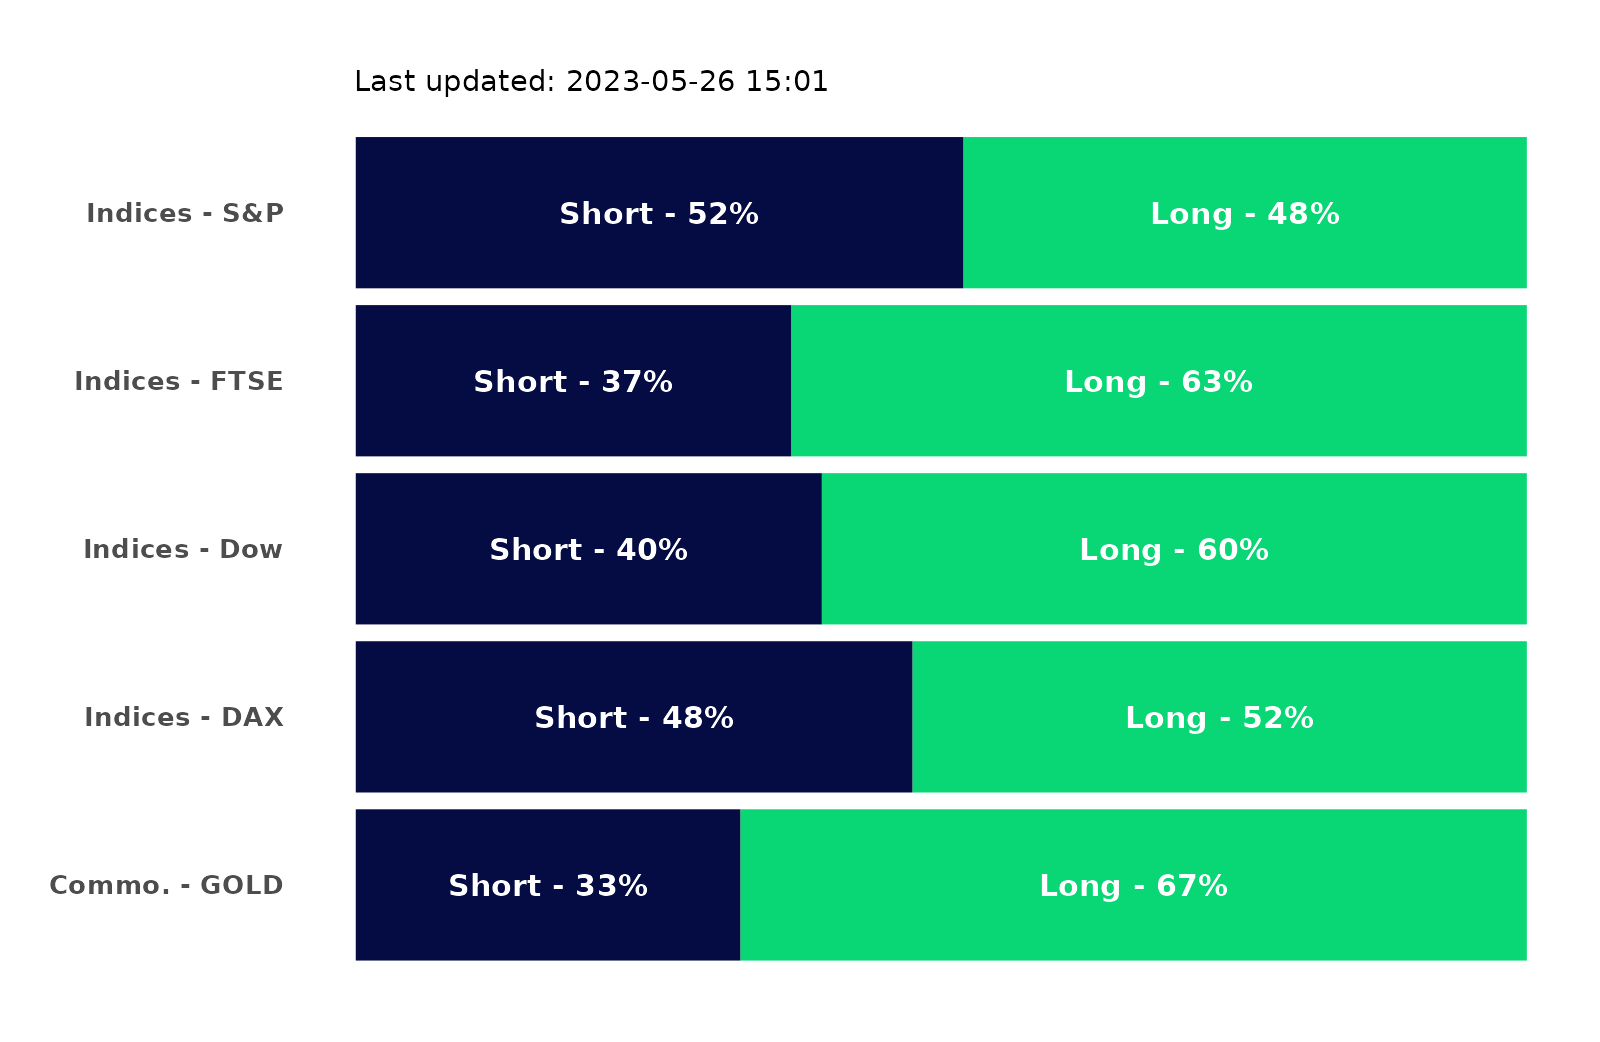 Last updated: 2023-05-26 15:01
Indices - S&P Short - 52% Long - 48%
Indices - FTSE Short - 37% Long - 63%
Indices - Dow Short - 40% Long - 60%
Indices - DAX Short - 48% Long - 52%
Commo. - GOLD Short - 33% Long - 67%